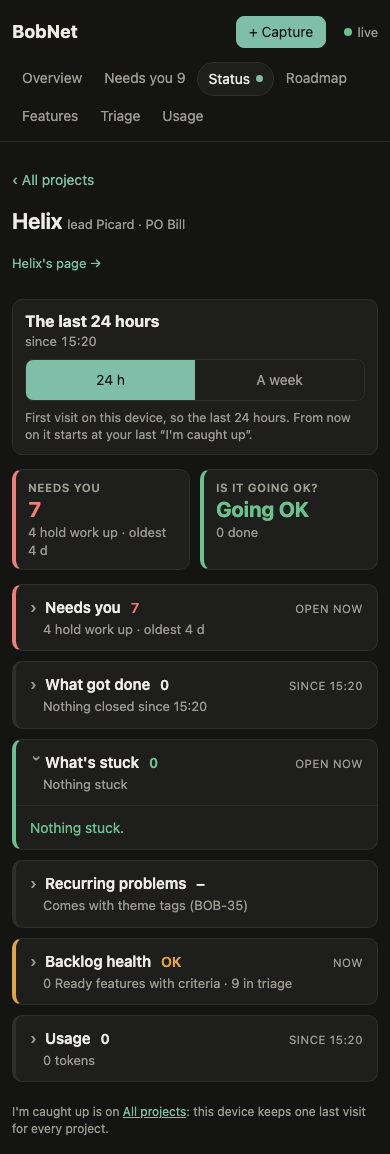 BobNet
+ Capture
live
Overview
Needs you 9
Status
Roadmap
Features
Triage
Usage
‹ All projects
Helix lead Picard · PO Bill
Helix's page →
The last 24 hours
since 15:20
24 h
A week
First visit on this device, so the last 24 hours. From now
on it starts at your last "I'm caught up".
NEEDS YOU
7
4 hold work up · oldest
4 d
IS IT GOING OK?
Going OK
0 done
› Needs you 7 OPEN NOW
4 hold work up · oldest 4 d
› What got done 0 SINCE 15:20
Nothing closed since 15:20
› What's stuck 0 OPEN NOW
Nothing stuck
Nothing stuck.
› Recurring problems –
Comes with theme tags (BOB-35)
› Backlog health OK NOW
0 Ready features with criteria · 9 in triage
› Usage 0 SINCE 15:20
0 tokens
I'm caught up is on All projects: this device keeps one last visit
for every project.